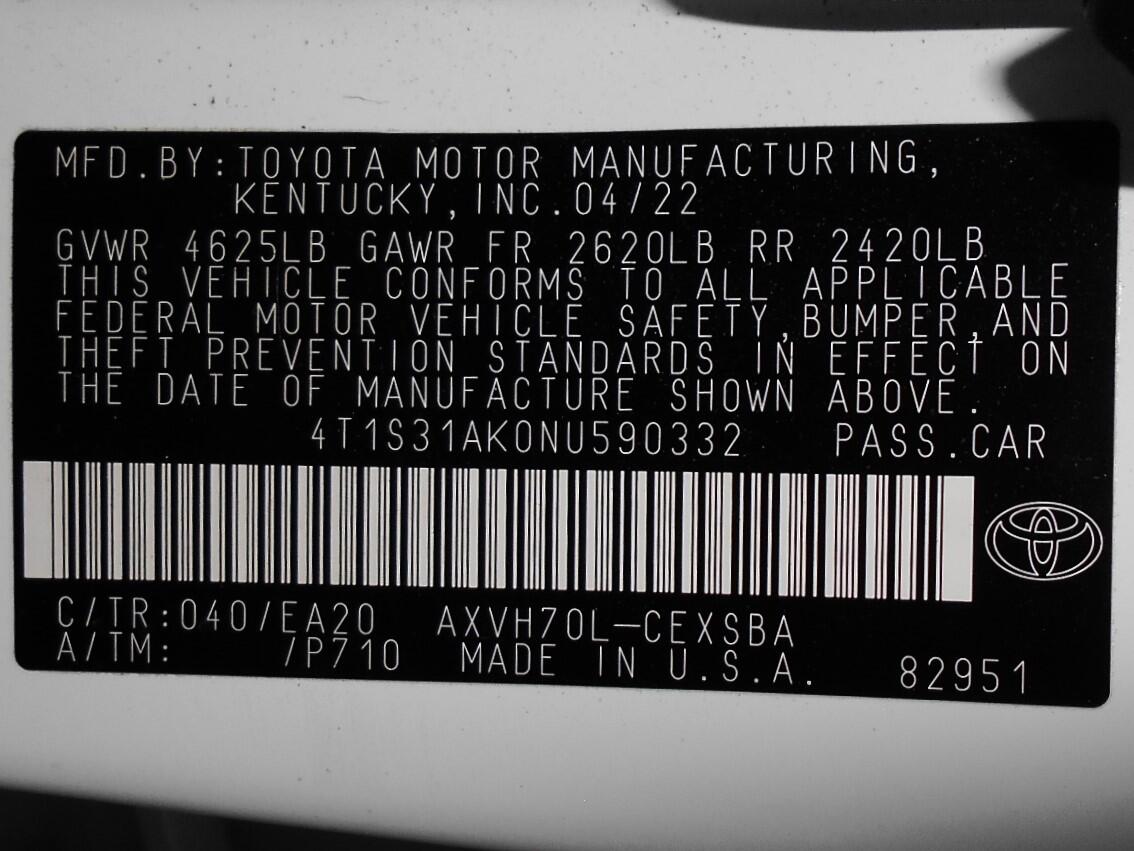 MFD.BY:TOYOTA MOTOR MANUFACTURING,
KENTUCKY,INC.04/22
GVWR 4625LB GAWR FR 2620LB RR 2420LB
THIS VEHICLE CONFORMS TO ALL APPLICABLE
FEDERAL MOTOR VEHICLE SAFETY,BUMPER,AND
THEFT PREVENTION STANDARDS IN EFFECT ON
THE DATE OF MANUFACTURE SHOWN ABOVE.
4T1S31AK0NU590332 PASS.CAR
C/TR:040/EA20 AXVH70L-CEXSBA
A/TM: /P710 MADE IN U.S.A. 82951